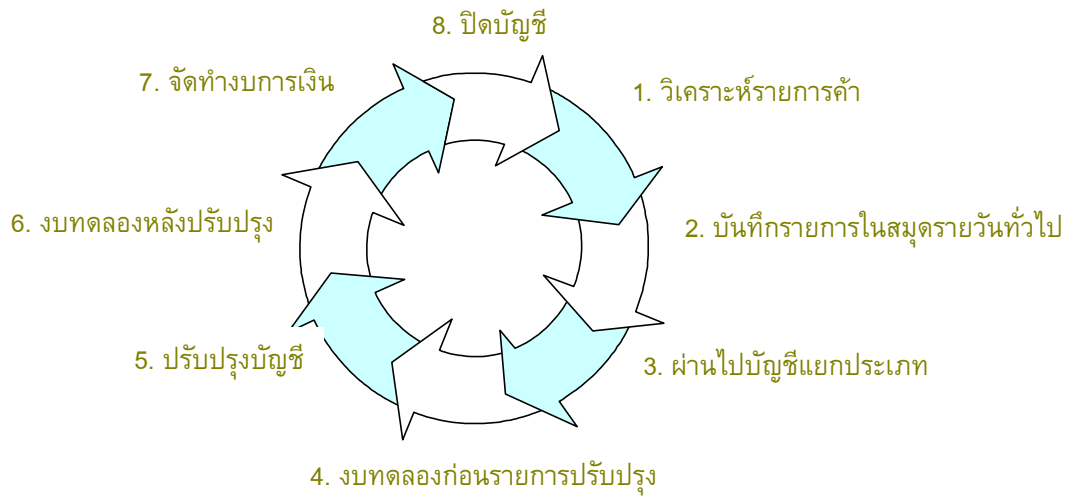 8. ปิดบัญชี
1. วิเคราะห์รายการค้า
2. บันทึกรายการในสมุดรายวันทั่วไป
3. ผ่านไปบัญชีแยกประเภท
4. งบทดลองก่อนรายการปรับปรุง
5. ปรับปรุงบัญชี
6. งบทดลองหลังปรับปรุง
7. จัดทำงบการเงิน